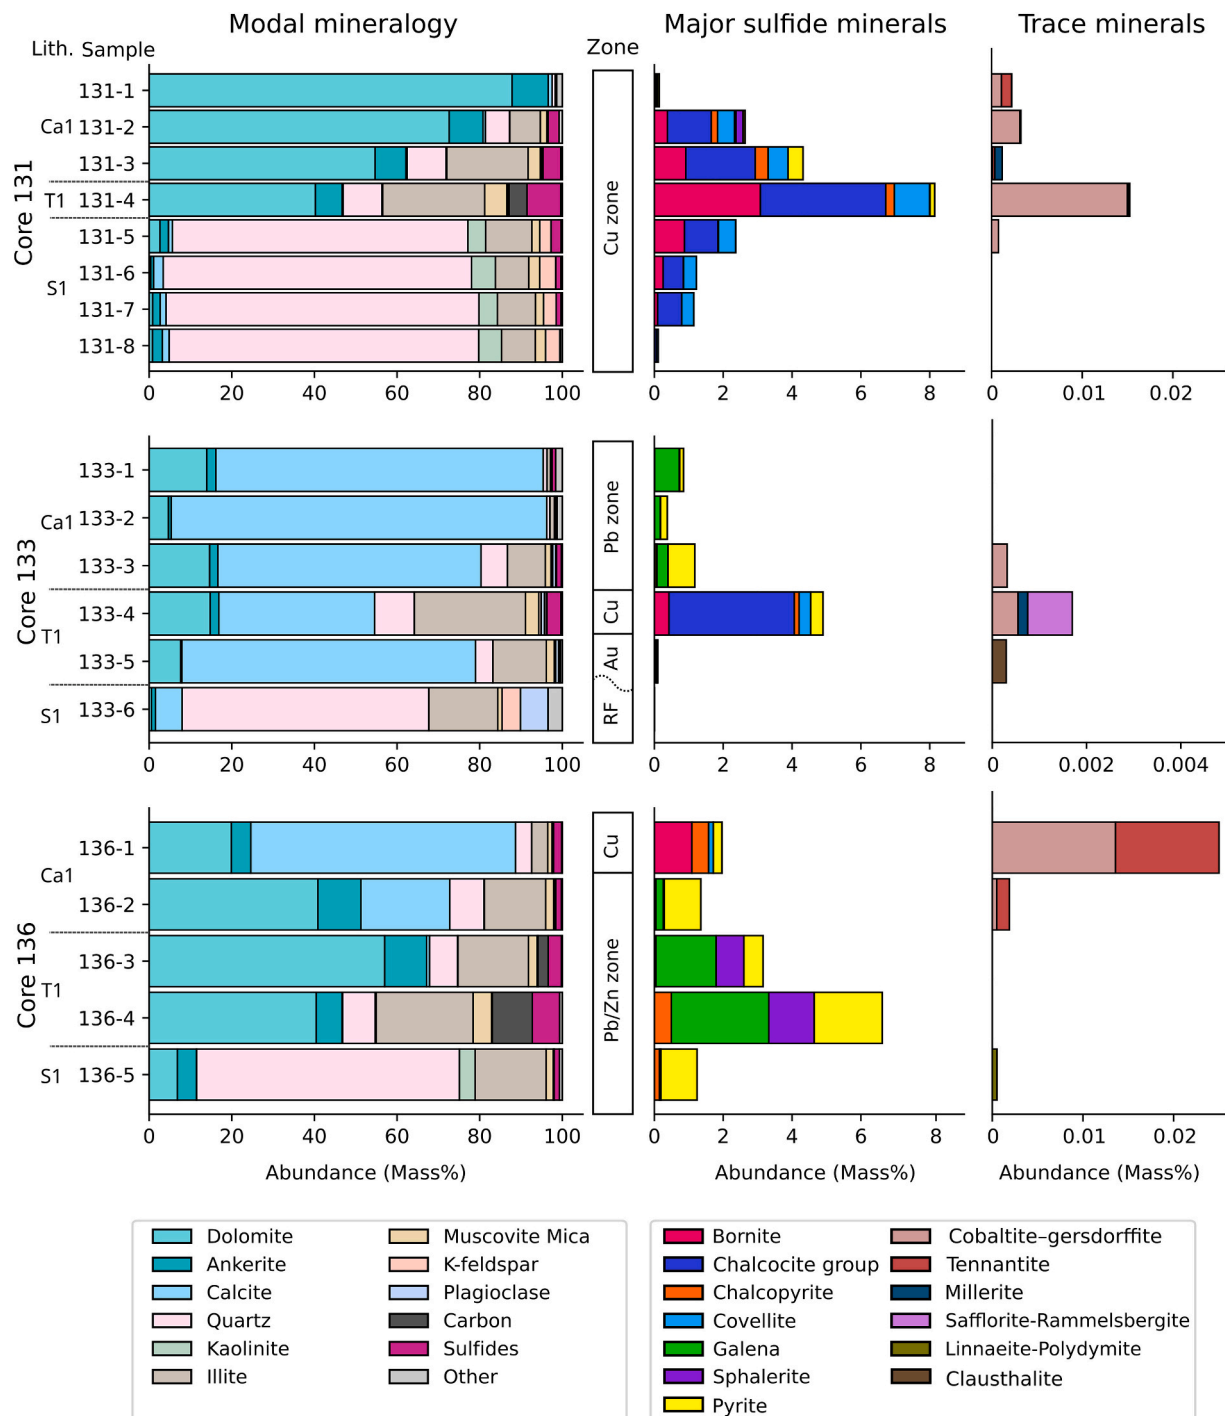 Modal mineralogy
Major sulfide minerals
Trace minerals
Lith. Sample
Zone
Core 131
Ca1
T1
S1
131-1
131-2
131-3
131-4
131-5
131-6
131-7
131-8
Cu zone
0 20 40 60 80 100
0 2 4 6 8
0 0.01 0.02
Core 133
Ca1
T1
S1
133-1
133-2
133-3
133-4
133-5
133-6
Pb zone
Cu
Au
RF
0 20 40 60 80 100
0 2 4 6 8
0 0.002 0.004
Core 136
Ca1
T1
S1
136-1
136-2
136-3
136-4
136-5
Cu
Pb/Zn zone
0 20 40 60 80 100
0 2 4 6 8
0 0.01 0.02
Abundance (Mass%)
Abundance (Mass%)
Abundance (Mass%)
Dolomite
Ankerite
Calcite
Quartz
Kaolinite
Illite
Muscovite Mica
K-feldspar
Plagioclase
Carbon
Sulfides
Other
Bornite
Chalcocite group
Chalcopyrite
Covellite
Galena
Sphalerite
Pyrite
Cobaltite–gersdorffite
Tennantite
Millerite
Safflorite-Rammelsbergite
Linnaeite-Polydymite
Clausthalite